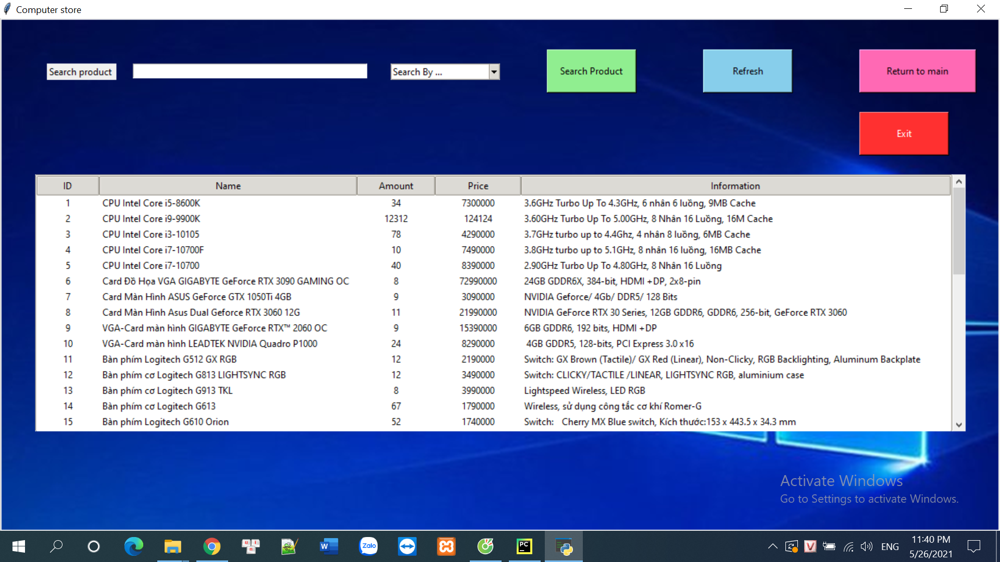 Computer store
Search product
Search By ...
Search Product
Refresh
Return to main
Exit
ID Name Amount Price Information
1 CPU Intel Core i5-8600K 34 7300000 3.6GHz Turbo Up To 4.3GHz, 6 nhân 6 luồng, 9MB Cache
2 CPU Intel Core i9-9900K 12312 124124 3.60GHz Turbo Up To 5.00GHz, 8 Nhân 16 Luồng, 16M Cache
3 CPU Intel Core i3-10105 78 4290000 3.7GHz turbo up to 4.4Ghz, 4 nhân 8 luồng, 6MB Cache
4 CPU Intel Core i7-10700F 10 7490000 3.8GHz turbo up to 5.1GHz, 8 nhân 16 luồng, 16MB Cache
5 CPU Intel Core i7-10700 40 8390000 2.90GHz Turbo Up To 4.80GHz, 8 Nhân 16 Luồng
6 Card Đồ Họa VGA GIGABYTE GeForce RTX 3090 GAMING OC 8 72990000 24GB GDDR6X, 384-bit, HDMI +DP, 2x8-pin
7 Card Màn Hình ASUS GeForce GTX 1050Ti 4GB 9 3090000 NVIDIA Geforce/ 4Gb/ DDR5/ 128 Bits
8 Card Màn Hình Asus Dual Geforce RTX 3060 12G 11 21990000 NVIDIA GeForce RTX 30 Series, 12GB GDDR6, GDDR6, 256-bit, GeForce RTX 3060
9 VGA-Card màn hình GIGABYTE GeForce RTX™ 2060 OC 9 15390000 6GB GDDR6, 192 bits, HDMI +DP
10 VGA-Card màn hình LEADTEK NVIDIA Quadro P1000 24 8290000 4GB GDDR5, 128-bits, PCI Express 3.0 x16
11 Bàn phím Logitech G512 GX RGB 12 2190000 Switch: GX Brown (Tactile)/ GX Red (Linear), Non-Clicky, RGB Backlighting, Aluminum Backplate
12 Bàn phím cơ Logitech G813 LIGHTSYNC RGB 12 3490000 Switch: CLICKY/TACTILE /LINEAR, LIGHTSYNC RGB, aluminium case
13 Bàn phím cơ Logitech G913 TKL 8 3990000 Lightspeed Wireless, LED RGB
14 Bàn phím cơ Logitech G613 67 1790000 Wireless, sử dụng công tắc cơ khí Romer-G
15 Bàn phím Logitech G610 Orion 52 1740000 Switch: Cherry MX Blue switch, Kích thước:153 x 443.5 x 34.3 mm
Activate Windows
Go to Settings to activate Windows.
u i n
W
Zalo
PC
V
ENG
11:40 PM
5/26/2021